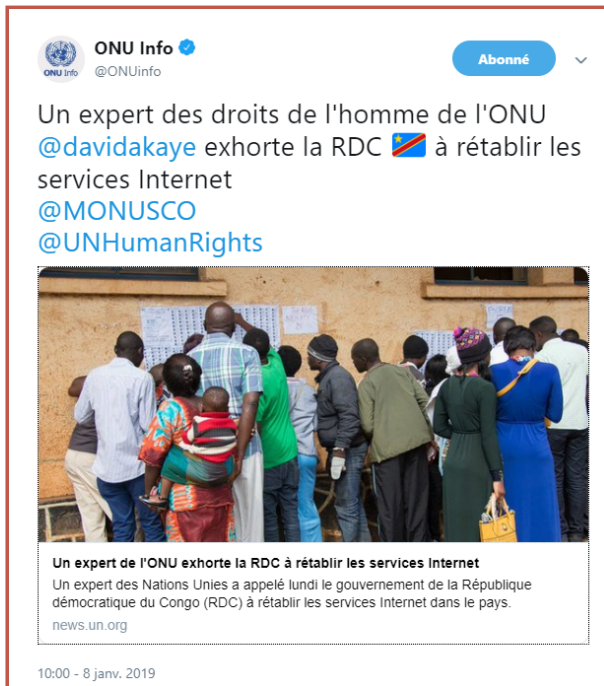 ONU Info
@ONUinfo
ONU Info
Abonné
Un expert des droits de l'homme de l'ONU
@davidakaye exhorte la RDC 🇨🇩 à rétablir les
services Internet
@MONUSCO
@UNHumanRights
Un expert de l'ONU exhorte la RDC à rétablir les services Internet
Un expert des Nations Unies a appelé lundi le gouvernement de la République
démocratique du Congo (RDC) à rétablir les services Internet dans le pays.
news.un.org
10:00 - 8 janv. 2019